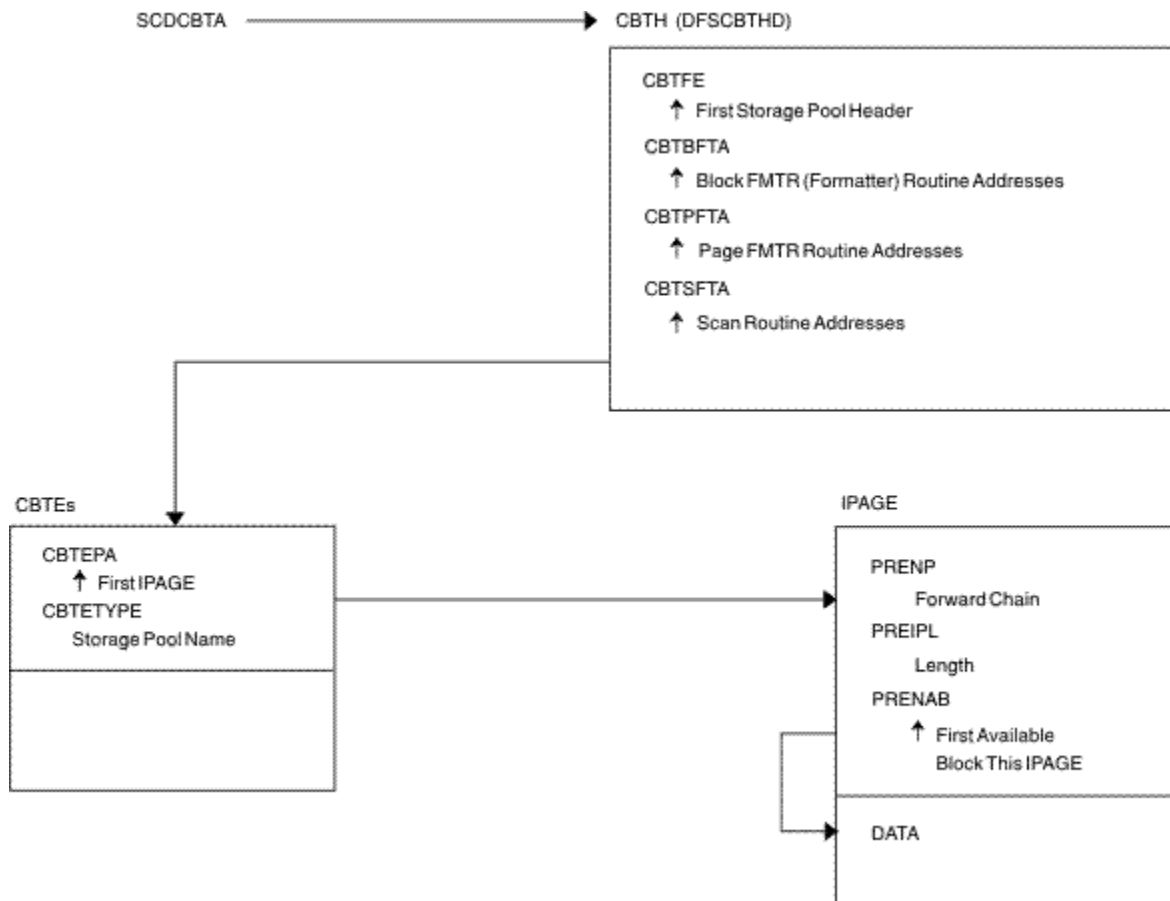 SCDCBTA
CBTH (DFSCBTHD)
CBTFE
↑ First Storage Pool Header
CBTBFTA
↑ Block FMTR (Formatter) Routine Addresses
CBTPFTA
↑ Page FMTR Routine Addresses
CBTSFTA
↑ Scan Routine Addresses
CBTEs
CBTEPA
↑ First IPAGE
CBTETYPE
Storage Pool Name
IPAGE
PRENP
Forward Chain
PREIPL
Length
PRENAB
↑ First Available
Block This IPAGE
DATA